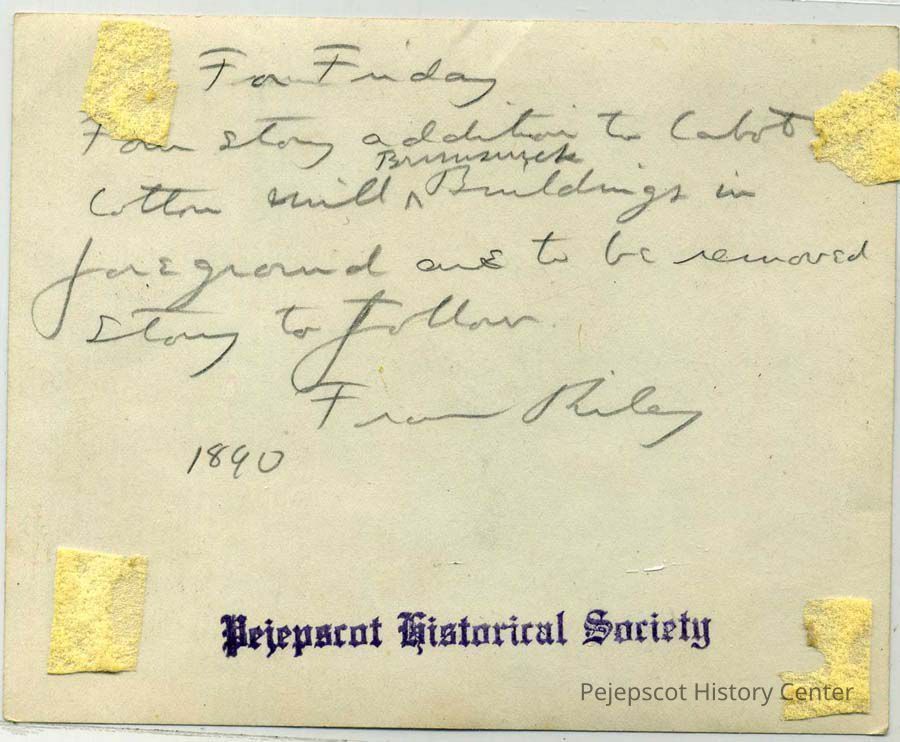 For Friday
Four story addition to Cabot
Brunswick
Cotton mill ^ Buildings in
foreground are to be removed
story to follow.
From Riley
1890
Pejepscot Historical Society
Pejepscot History Center